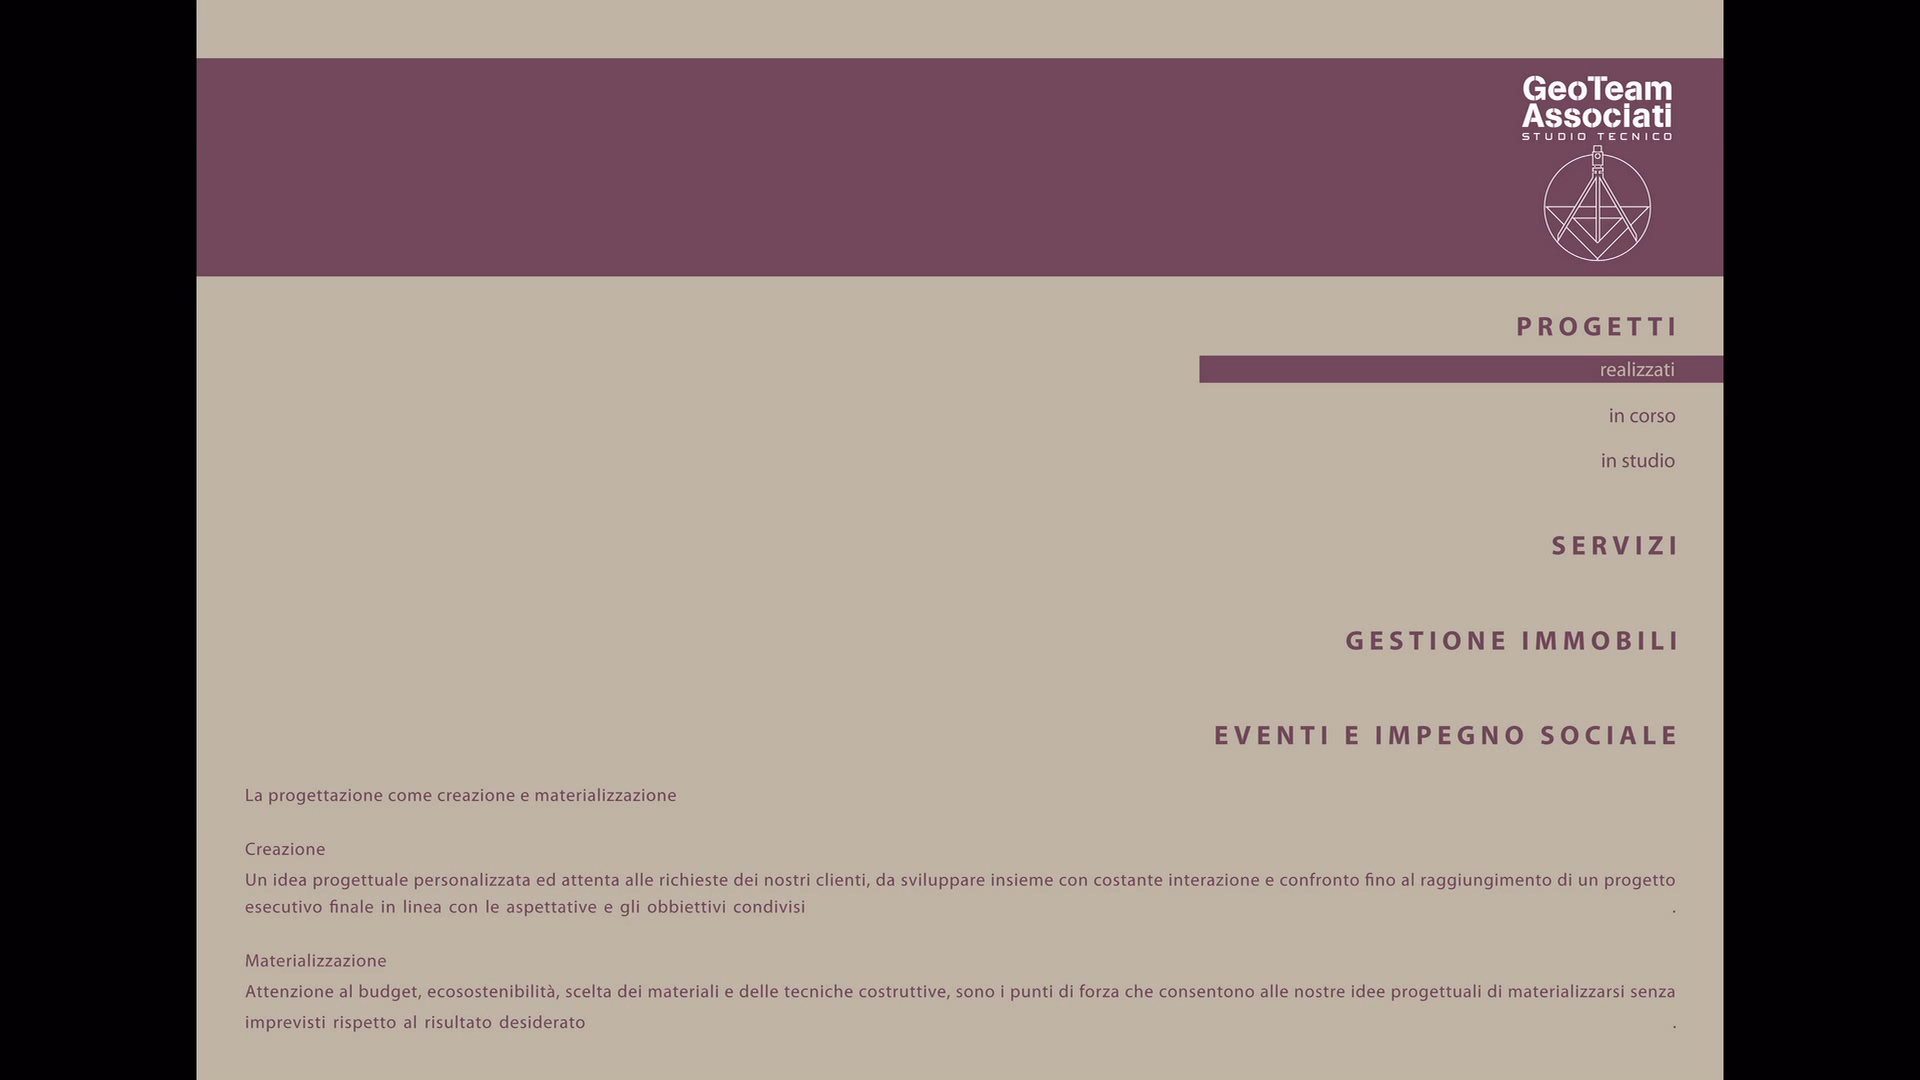 GeoTeam
Associati
STUDIO TECNICO
PROGETTI
realizzati
in corso
in studio
SERVIZI
GESTIONE IMMOBILI
EVENTI E IMPEGNO SOCIALE
La progettazione come creazione e materializzazione
Creazione
Un idea progettuale personalizzata ed attenta alle richieste dei nostri clienti, da sviluppare insieme con costante interazione e confronto fino al raggiungimento di un progetto
esecutivo finale in linea con le aspettative e gli obbiettivi condivisi .
Materializzazione
Attenzione al budget, ecosostenibilità, scelta dei materiali e delle tecniche costruttive, sono i punti di forza che consentono alle nostre idee progettuali di materializzarsi senza
imprevisti rispetto al risultato desiderato .